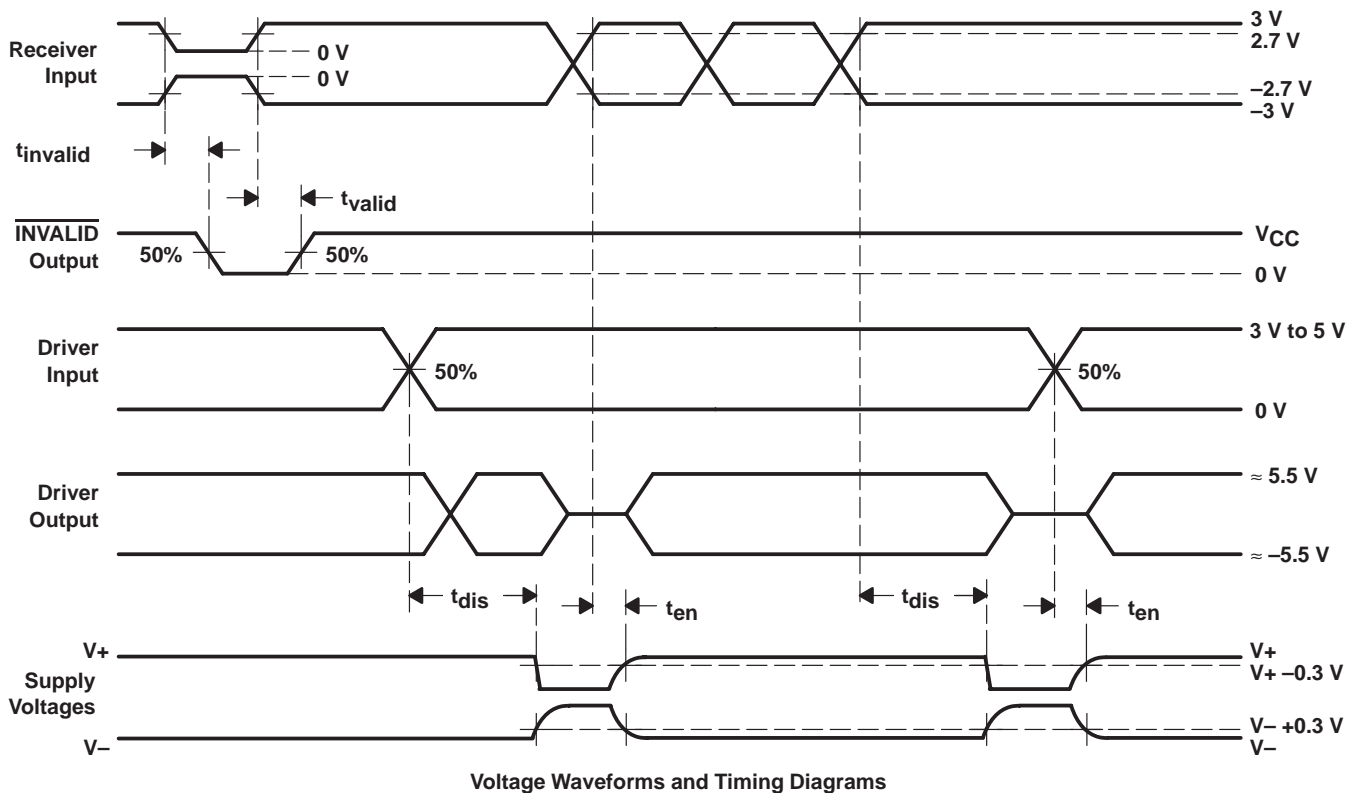 3 V
2.7 V
Receiver
Input
0 V
0 V
–2.7 V
–3 V
tinvalid
tvalid
INVALID
Output
50%
50%
VCC
0 V
Driver
Input
50%
50%
3 V to 5 V
0 V
Driver
Output
≈ 5.5 V
≈ –5.5 V
tdis
ten
tdis
ten
V+
Supply
Voltages
V–
V+
V+ –0.3 V
V– +0.3 V
V–
Voltage Waveforms and Timing Diagrams